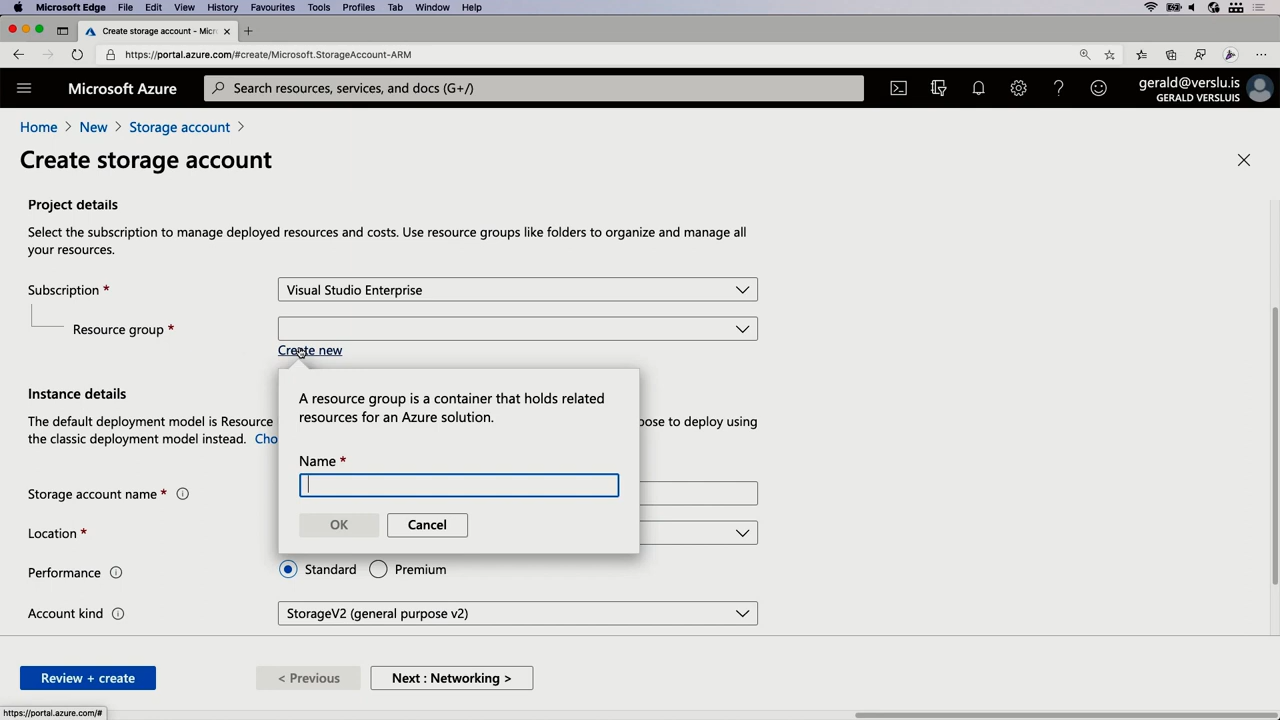 Microsoft Edge File Edit View History Favourites Tools Profiles Tab Window Help
Create storage account - Micr
https://portal.azure.com/#create/Microsoft.StorageAccount-ARM
Microsoft Azure
Search resources, services, and docs (G+/)
gerald@verslu.is
GERALD VERSLUIS
Home > New > Storage account >
Create storage account
Project details
Select the subscription to manage deployed resources and costs. Use resource groups like folders to organize and manage all
your resources.
Subscription *
Visual Studio Enterprise
Resource group *
Create new
A resource group is a container that holds related
resources for an Azure solution.
Name *
OK
Cancel
Instance details
The default deployment model is Resource
ose to deploy using
the classic deployment model instead. Cho
Storage account name *
Location *
Performance
Standard
Premium
Account kind
StorageV2 (general purpose v2)
Review + create
< Previous
Next : Networking >
https://portal.azure.com/#